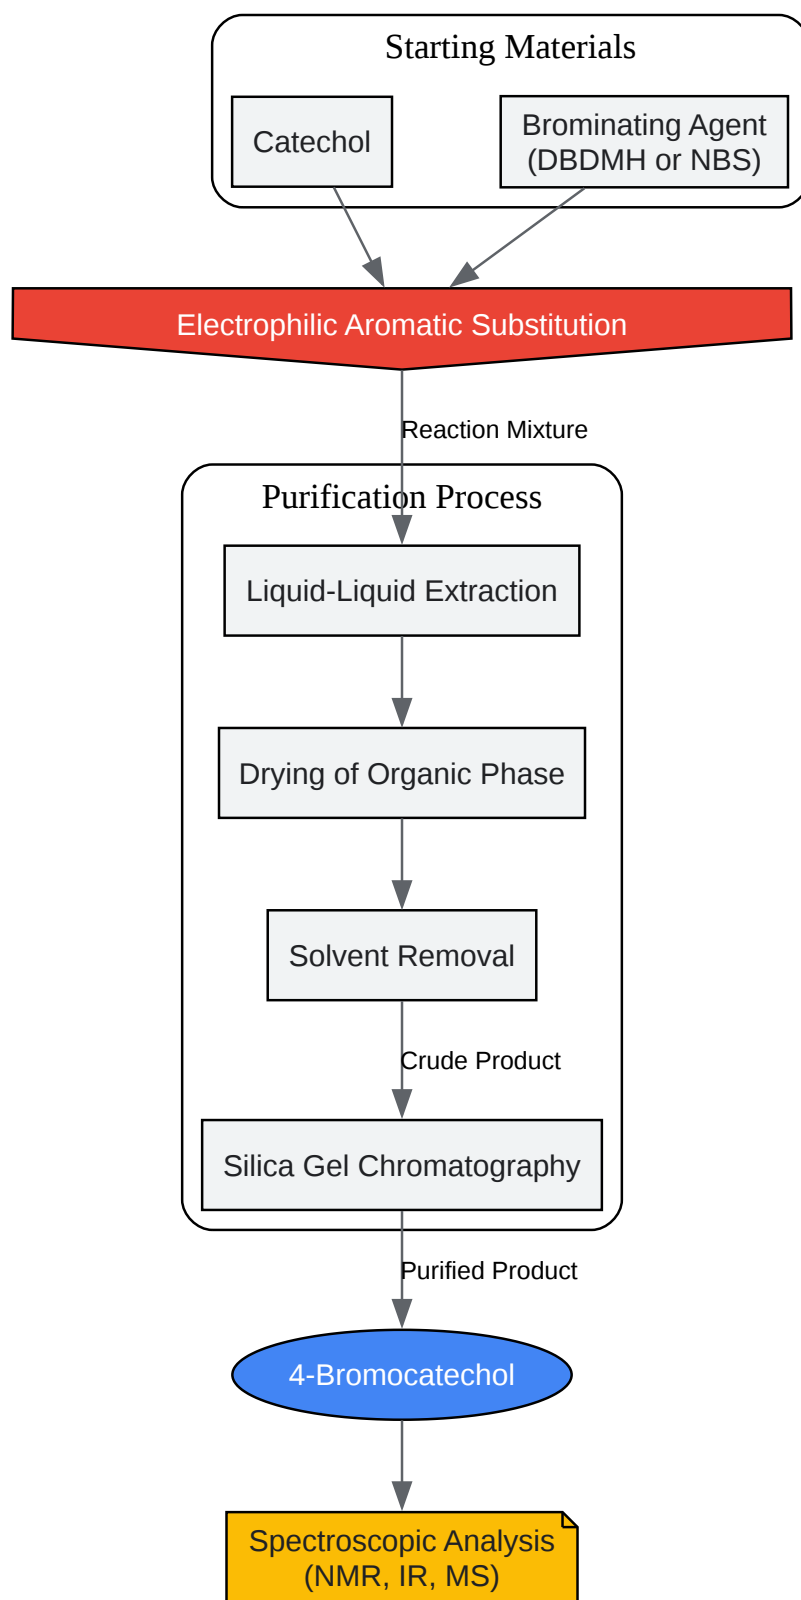 Starting Materials
Catechol
Brominating Agent
(DBDMH or NBS)
Electrophilic Aromatic Substitution
Reaction Mixture
Purification Process
Liquid-Liquid Extraction
Drying of Organic Phase
Solvent Removal
Crude Product
Silica Gel Chromatography
Purified Product
4-Bromocatechol
Spectroscopic Analysis
(NMR, IR, MS)